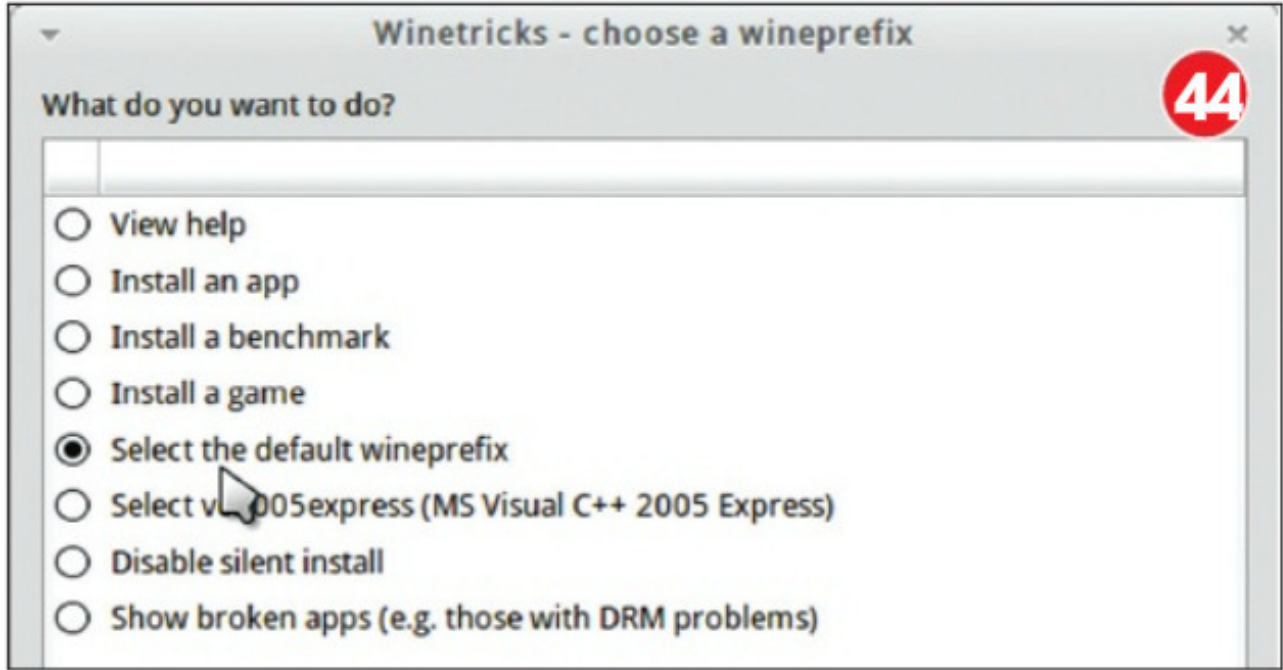 Winetricks - choose a wineprefix
44
What do you want to do?
View help
Install an app
Install a benchmark
Install a game
Select the default wineprefix
Select (MS Visual C++ 2005 Express)
Disable silent install
Show broken apps (e.g. those with DRM problems)